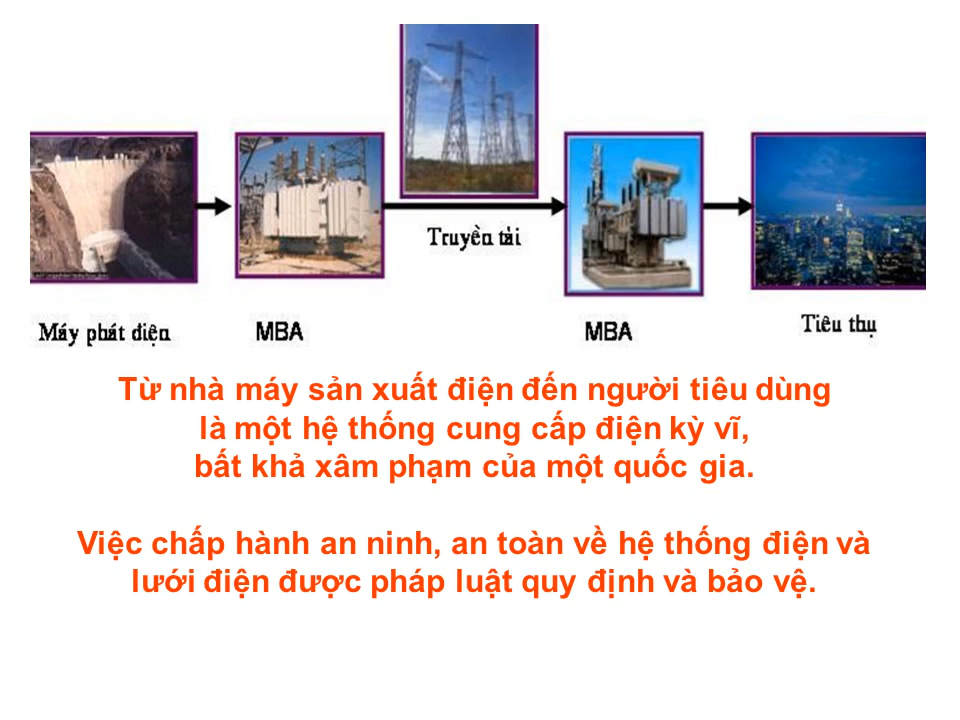 Truyền tải
Máy phát điện
MBA
MBA
Tiêu thụ
Từ nhà máy sản xuất điện đến người tiêu dùng
là một hệ thống cung cấp điện kỳ vĩ,
bất khả xâm phạm của một quốc gia.
Việc chấp hành an ninh, an toàn về hệ thống điện và
lưới điện được pháp luật quy định và bảo vệ.